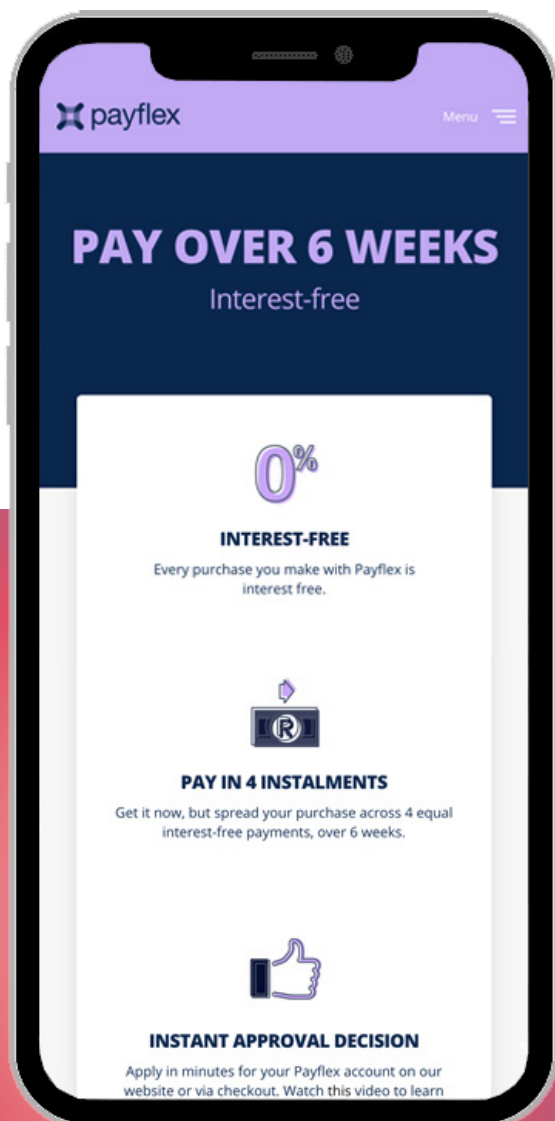 payflex
Menu
PAY OVER 6 WEEKS
Interest-free
0%
INTEREST-FREE
Every purchase you make with Payflex is
interest free.
R
PAY IN 4 INSTALMENTS
Get it now, but spread your purchase across 4 equal
interest-free payments, over 6 weeks.
INSTANT APPROVAL DECISION
Apply in minutes for your Payflex account on our
website or via checkout. Watch this video to learn